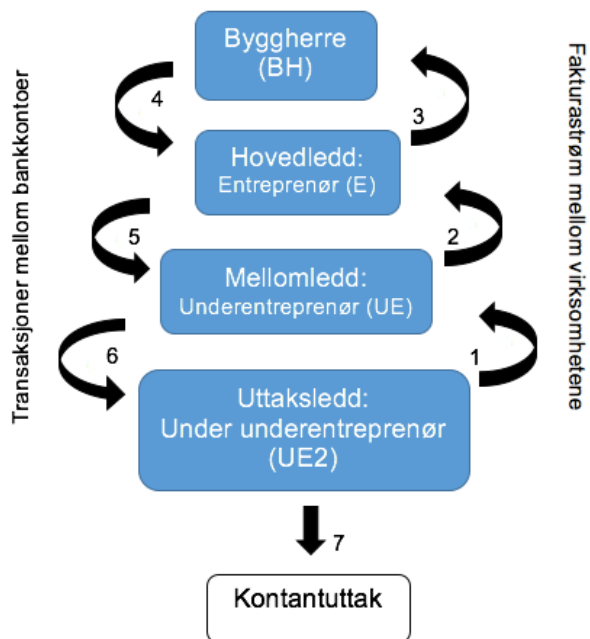 Byggherre
(BH)
4
3
Hovedledd:
Entreprenør (E)
5
2
Mellomledd:
Underentreprenør (UE)
6
1
Uttaksledd:
Under underentreprenør
(UE2)
7
Kontantuttak
Transaksjoner mellom bankkontoer
Fakturastrøm mellom virksomhetene